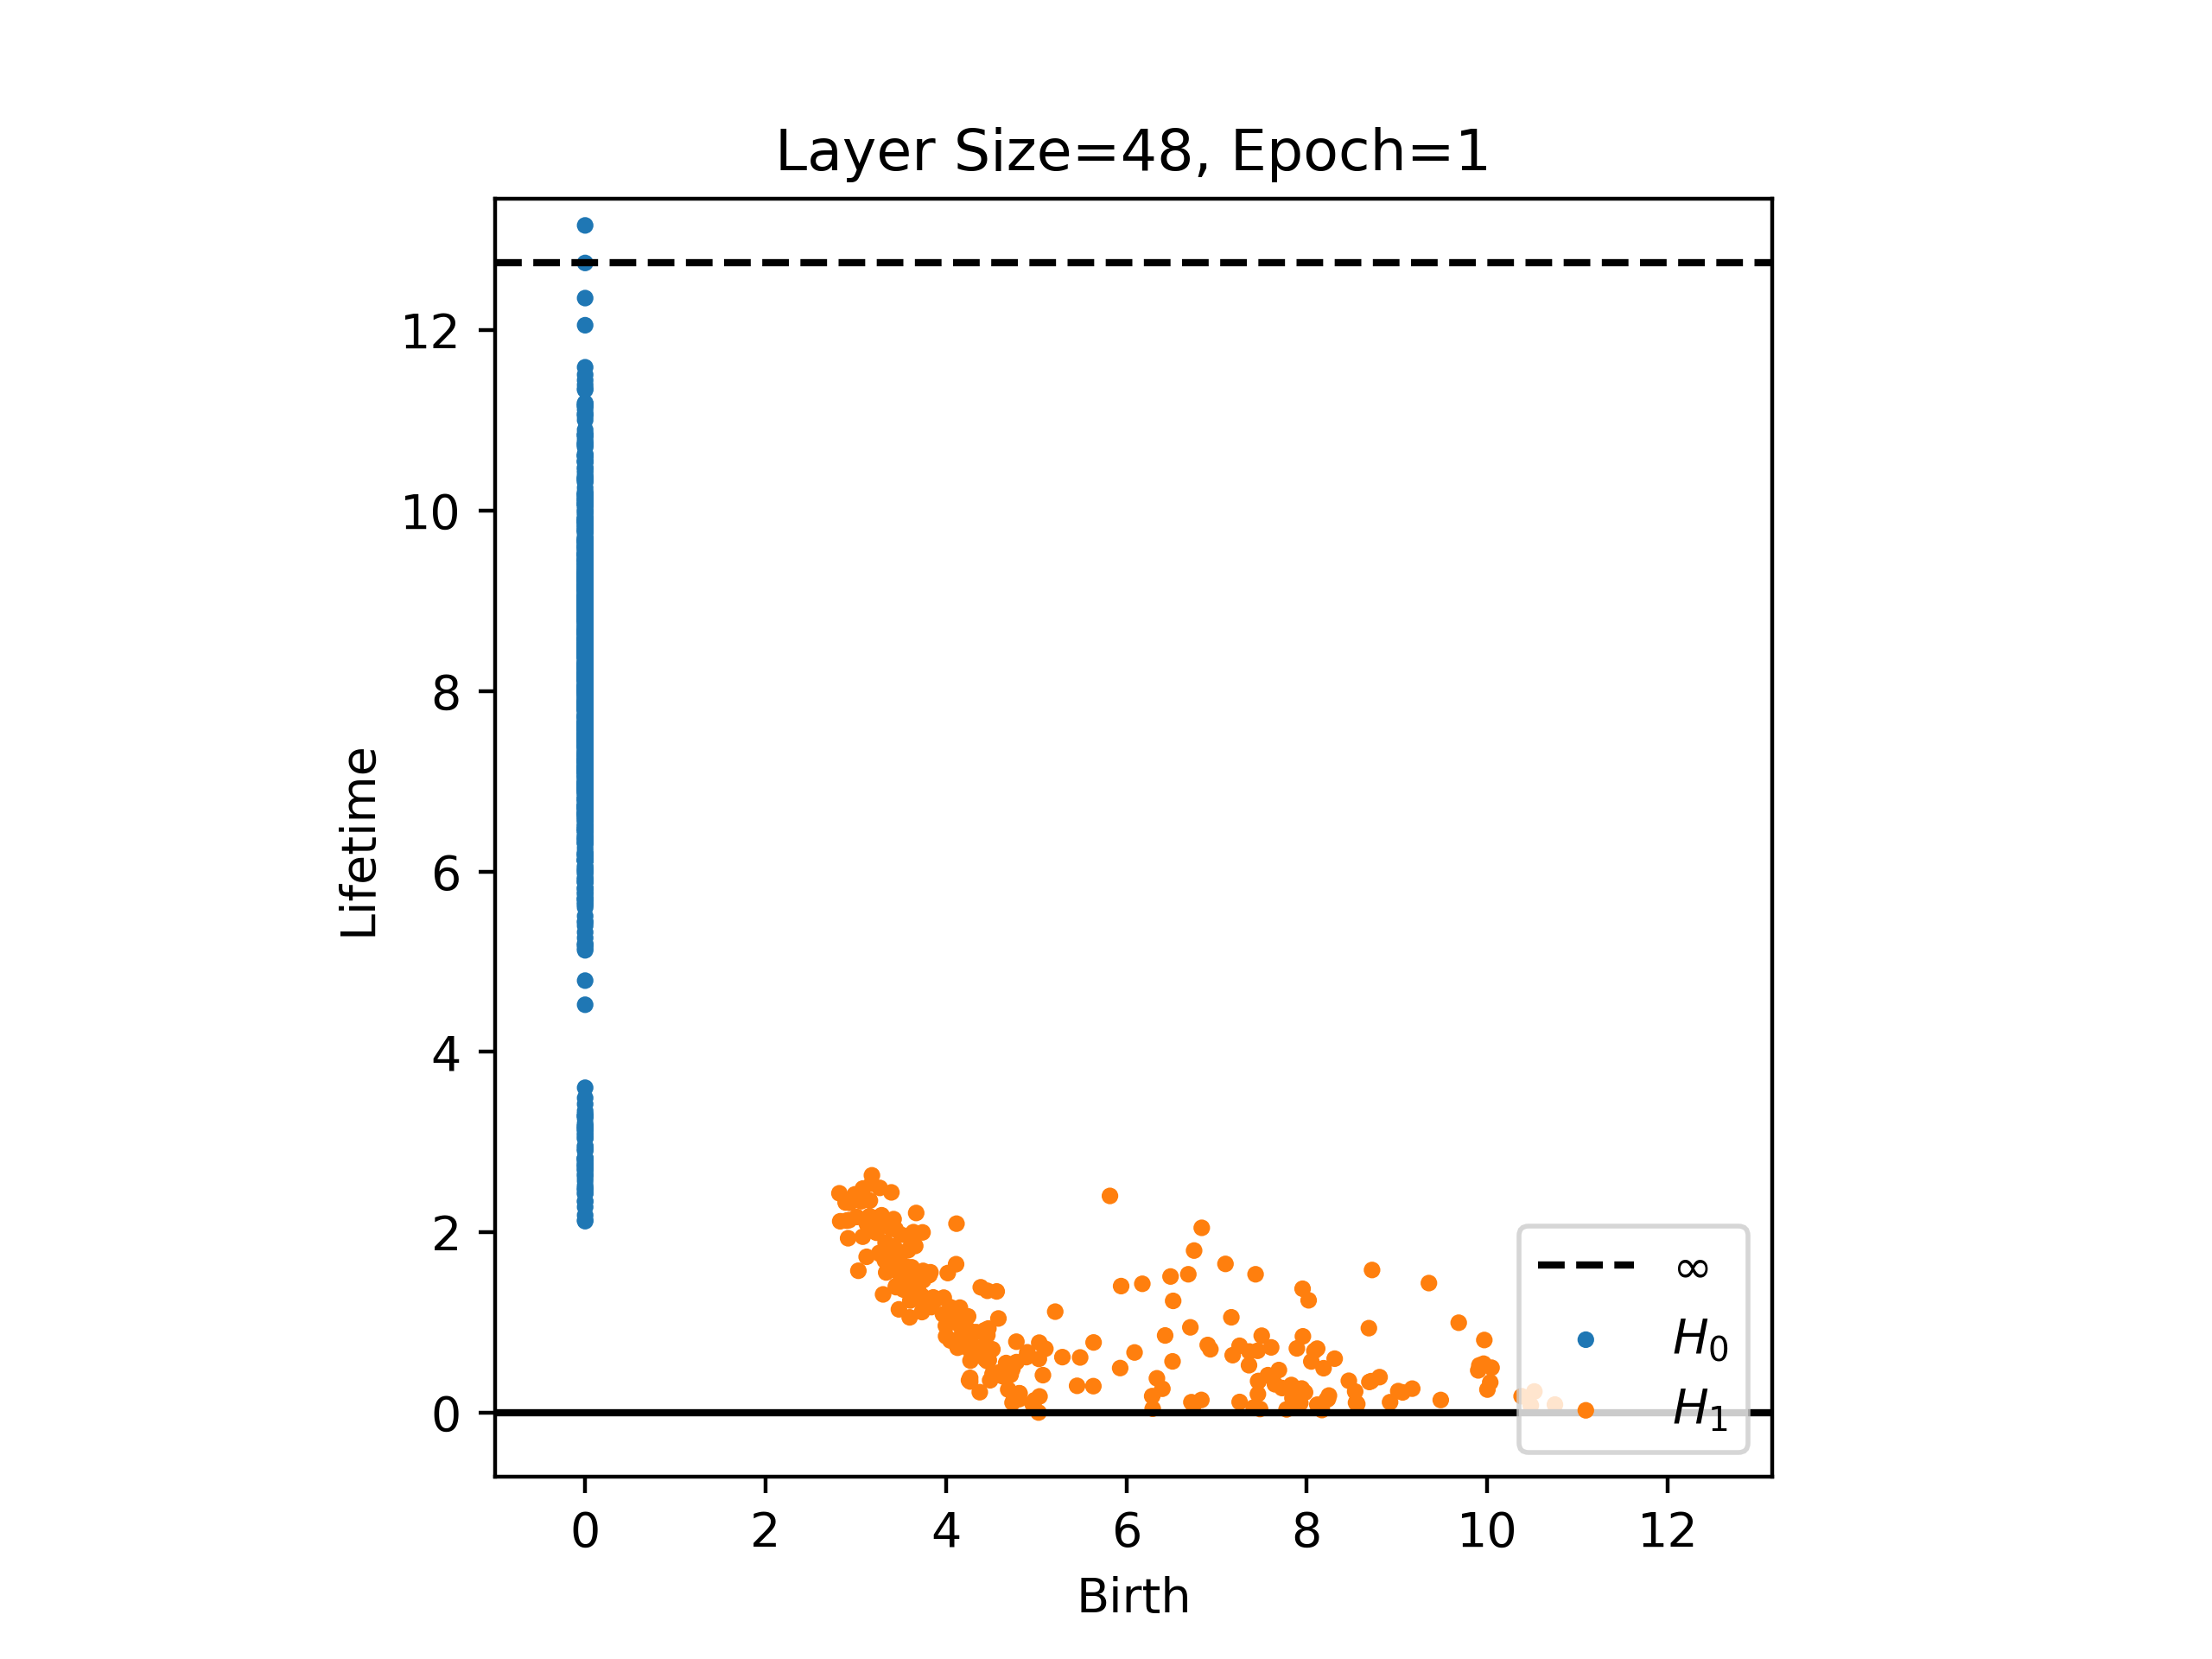 Layer Size=48, Epoch=1
Lifetime
12
10
8
6
4
2
0
∞
H₀
H₁
0 2 4 6 8 10 12
Birth